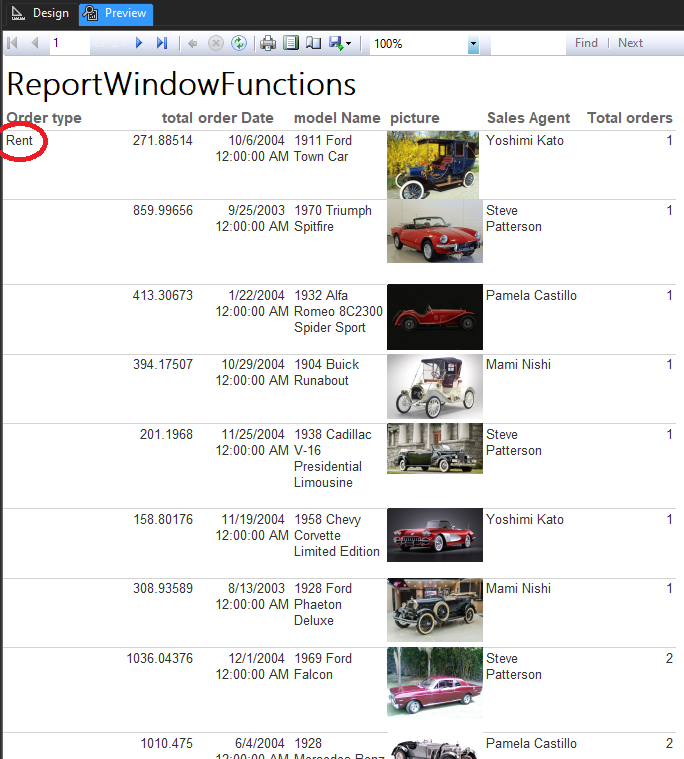 Design Preview
1 100% Find | Next
ReportWindowFunctions
Order type total order Date model Name picture Sales Agent Total orders
Rent 271.88514 10/6/2004 1911 Ford Yoshimi Kato 1
12:00:00 AM Town Car
859.99656 9/25/2003 1970 Triumph Steve 1
12:00:00 AM Spitfire Patterson
413.30673 1/22/2004 1932 Alfa Pamela Castillo 1
12:00:00 AM Romeo 8C2300
Spider Sport
394.17507 10/29/2004 1904 Buick Mami Nishi 1
12:00:00 AM Runabout
201.1968 11/25/2004 1938 Cadillac Steve 1
12:00:00 AM V-16 Patterson
Presidential
Limousine
158.80176 11/19/2004 1958 Chevy Yoshimi Kato 1
12:00:00 AM Corvette
Limited Edition
308.93589 8/13/2003 1928 Ford Mami Nishi 1
12:00:00 AM Phaeton
Deluxe
1036.04376 12/1/2004 1969 Ford Steve 2
12:00:00 AM Falcon Patterson
1010.475 6/4/2004 1928 Pamela Castillo 2
12:00:00 AM Mercedes-Benz